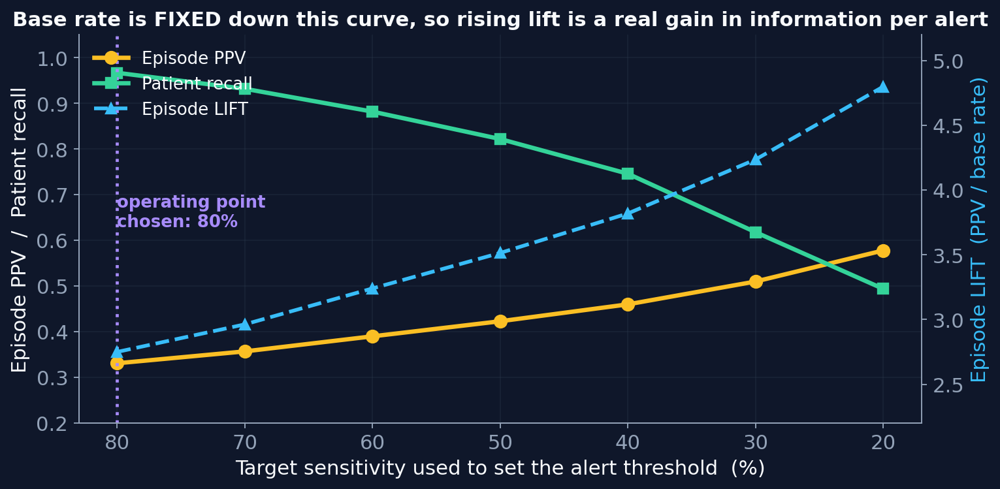 Base rate is FIXED down this curve, so rising lift is a real gain in information per alert
Episode PPV
Patient recall
Episode LIFT
operating point
chosen: 80%
Episode PPV / Patient recall
1.0
0.9
0.8
0.7
0.6
0.5
0.4
0.3
0.2
5.0
4.5
4.0
3.5
3.0
2.5
Episode LIFT (PPV / base rate)
80 70 60 50 40 30 20
Target sensitivity used to set the alert threshold (%)